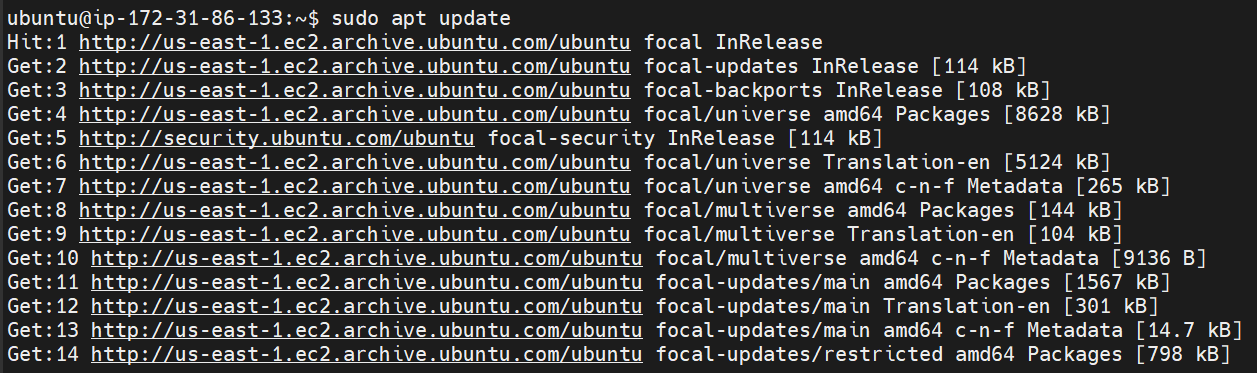 ubuntu@ip-172-31-86-133:~$ sudo apt update
Hit:1 http://us-east-1.ec2.archive.ubuntu.com/ubuntu focal InRelease
Get:2 http://us-east-1.ec2.archive.ubuntu.com/ubuntu focal-updates InRelease [114 kB]
Get:3 http://us-east-1.ec2.archive.ubuntu.com/ubuntu focal-backports InRelease [108 kB]
Get:4 http://us-east-1.ec2.archive.ubuntu.com/ubuntu focal/universe amd64 Packages [8628 kB]
Get:5 http://security.ubuntu.com/ubuntu focal-security InRelease [114 kB]
Get:6 http://us-east-1.ec2.archive.ubuntu.com/ubuntu focal/universe Translation-en [5124 kB]
Get:7 http://us-east-1.ec2.archive.ubuntu.com/ubuntu focal/universe amd64 c-n-f Metadata [265 kB]
Get:8 http://us-east-1.ec2.archive.ubuntu.com/ubuntu focal/multiverse amd64 Packages [144 kB]
Get:9 http://us-east-1.ec2.archive.ubuntu.com/ubuntu focal/multiverse Translation-en [104 kB]
Get:10 http://us-east-1.ec2.archive.ubuntu.com/ubuntu focal/multiverse amd64 c-n-f Metadata [9136 B]
Get:11 http://us-east-1.ec2.archive.ubuntu.com/ubuntu focal-updates/main amd64 Packages [1567 kB]
Get:12 http://us-east-1.ec2.archive.ubuntu.com/ubuntu focal-updates/main Translation-en [301 kB]
Get:13 http://us-east-1.ec2.archive.ubuntu.com/ubuntu focal-updates/main amd64 c-n-f Metadata [14.7 kB]
Get:14 http://us-east-1.ec2.archive.ubuntu.com/ubuntu focal-updates/restricted amd64 Packages [798 kB]